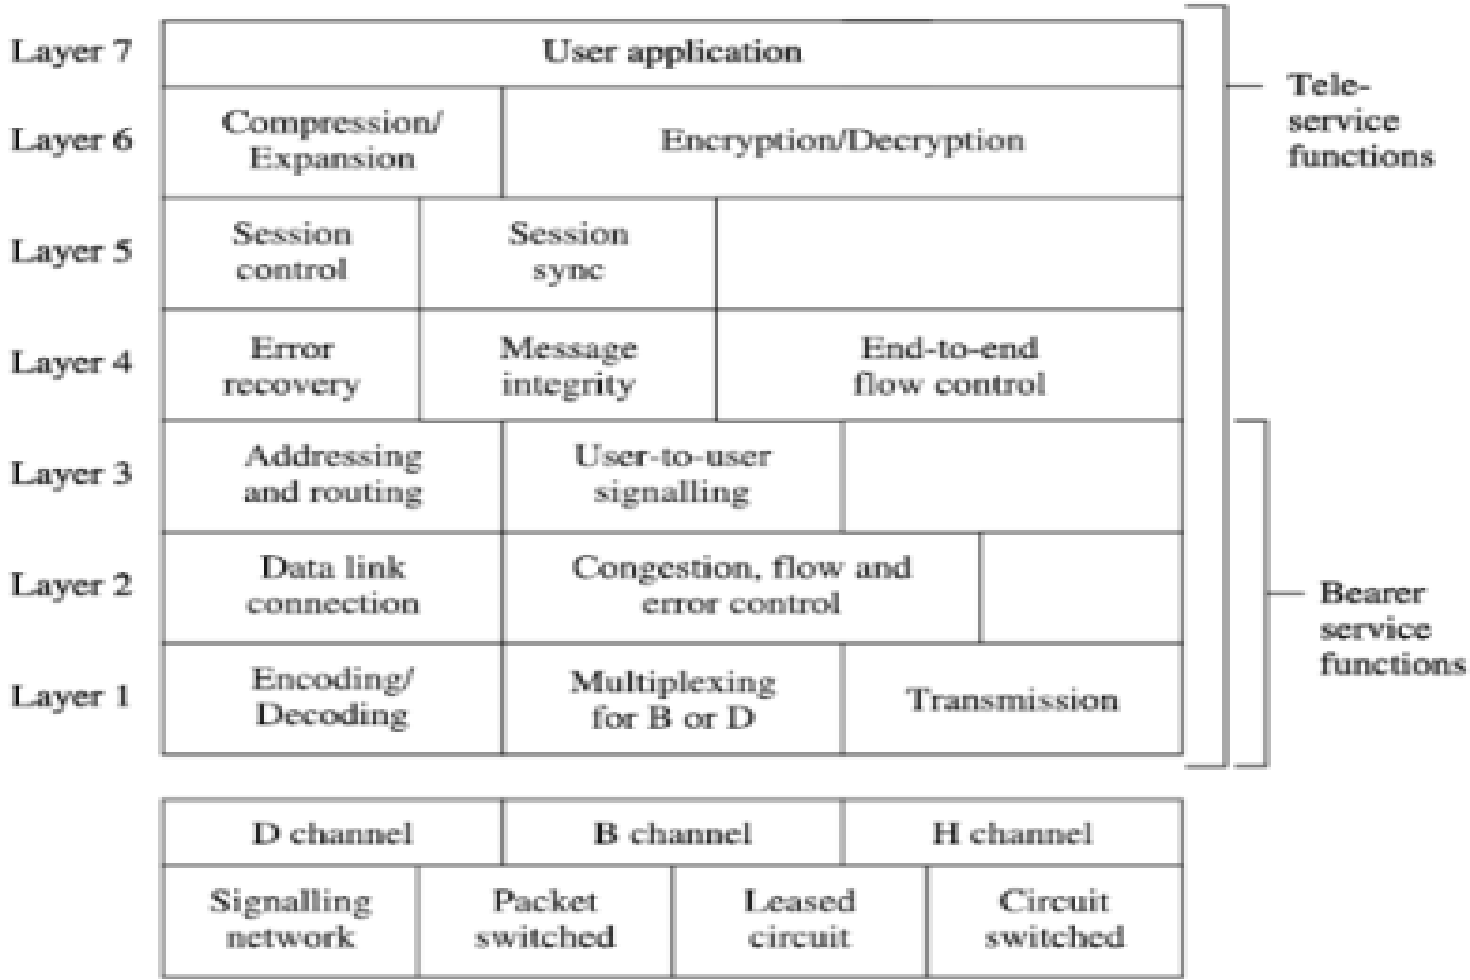 Layer 7
User application
Layer 6
Compression/
Expansion
Encryption/Decryption
Tele-
service
functions
Layer 5
Session
control
Session
sync
Layer 4
Error
recovery
Message
integrity
End-to-end
flow control
Layer 3
Addressing
and routing
User-to-user
signalling
Layer 2
Data link
connection
Congestion, flow and
error control
Bearer
service
functions
Layer 1
Encoding/
Decoding
Multiplexing
for B or D
Transmission
D channel
B channel
H channel
Signalling
network
Packet
switched
Leased
circuit
Circuit
switched